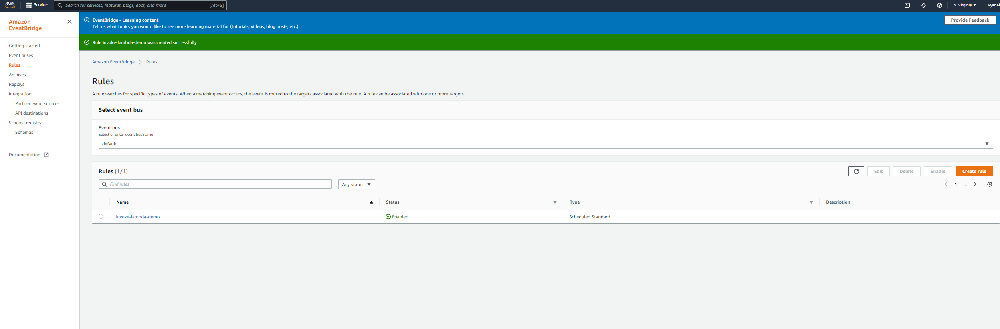 aws
Services
Search for services, features, blogs, docs, and more
[Alt+S]
N. Virginia
RyanAh
Amazon
EventBridge
Getting started
Event buses
Rules
Archives
Replays
Integration
Partner event sources
API destinations
Schema registry
Schemas
Documentation
EventBridge - Learning content
Tell us what topics you would like to see more learning material for (tutorials, videos, blog posts, etc.).
Provide Feedback
Rule invoke-lambda-demo was created successfully
Amazon EventBridge > Rules
Rules
A rule watches for specific types of events. When a matching event occurs, the event is routed to the targets associated with the rule. A rule can be associated with one or more targets.
Select event bus
Event bus
Select or enter event bus name
default
Rules (1/1)
Edit
Delete
Enable
Create rule
Find rules
Any status
1
...
Name
Status
Type
Description
invoke-lambda-demo
Enabled
Scheduled Standard